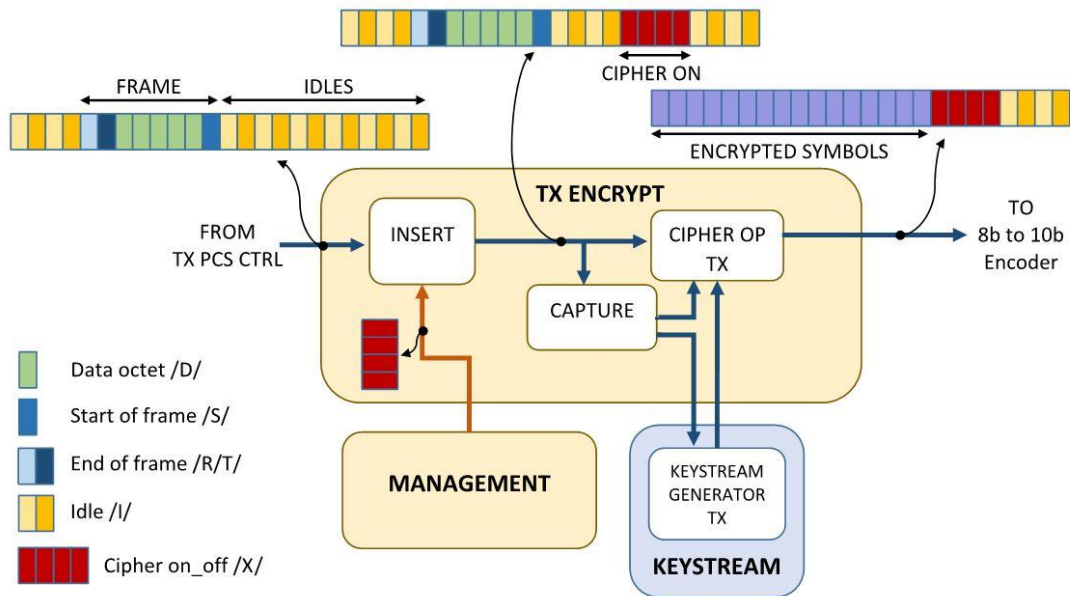 CIPHER ON
FRAME
IDLES
ENCRYPTED SYMBOLS
TX ENCRYPT
FROM
TX PCS CTRL
INSERT
CIPHER OP
TX
TO
8b to 10b
Encoder
CAPTURE
Data octet /D/
Start of frame /S/
End of frame /R/T/
Idle /I/
Cipher on_off /X/
MANAGEMENT
KEYSTREAM
GENERATOR
TX
KEYSTREAM